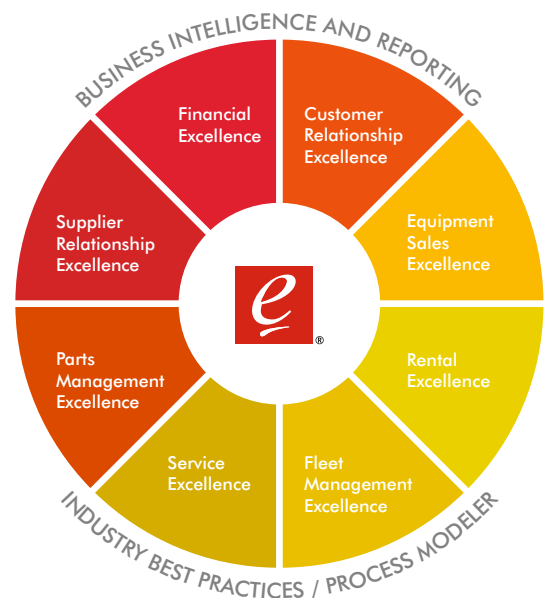 BUSINESS INTELLIGENCE AND REPORTING
Financial
Excellence
Customer
Relationship
Excellence
Supplier
Relationship
Excellence
Equipment
Sales
Excellence
e
®
Parts
Management
Excellence
Rental
Excellence
Service
Excellence
Fleet
Management
Excellence
INDUSTRY BEST PRACTICES / PROCESS MODELER